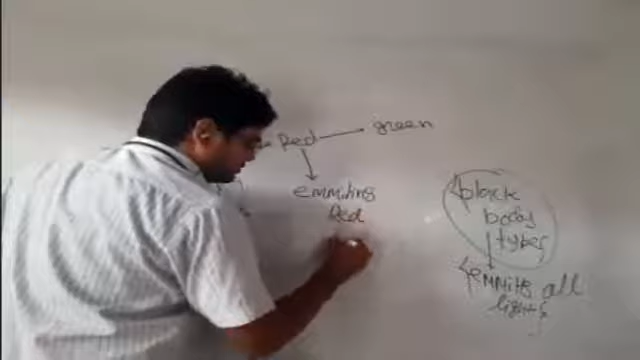 Red green
emmiting
Red
black
body
types
emmits all
lights